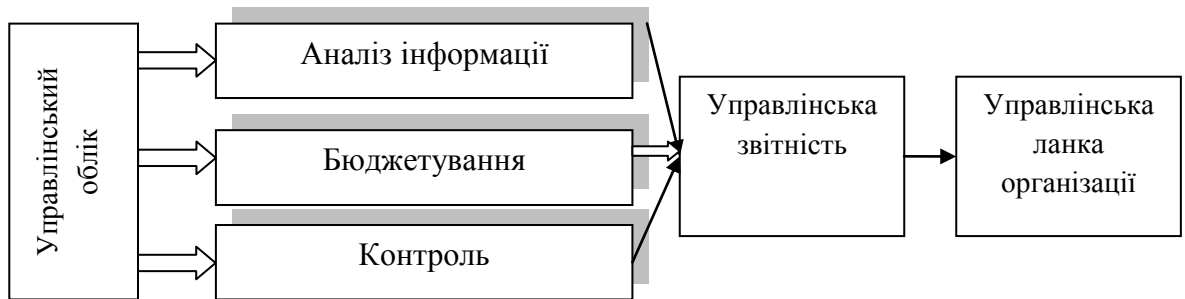 Управлінський
облік
Аналіз інформації
Бюджетування
Контроль
Управлінська
звітність
Управлінська
ланка
організації